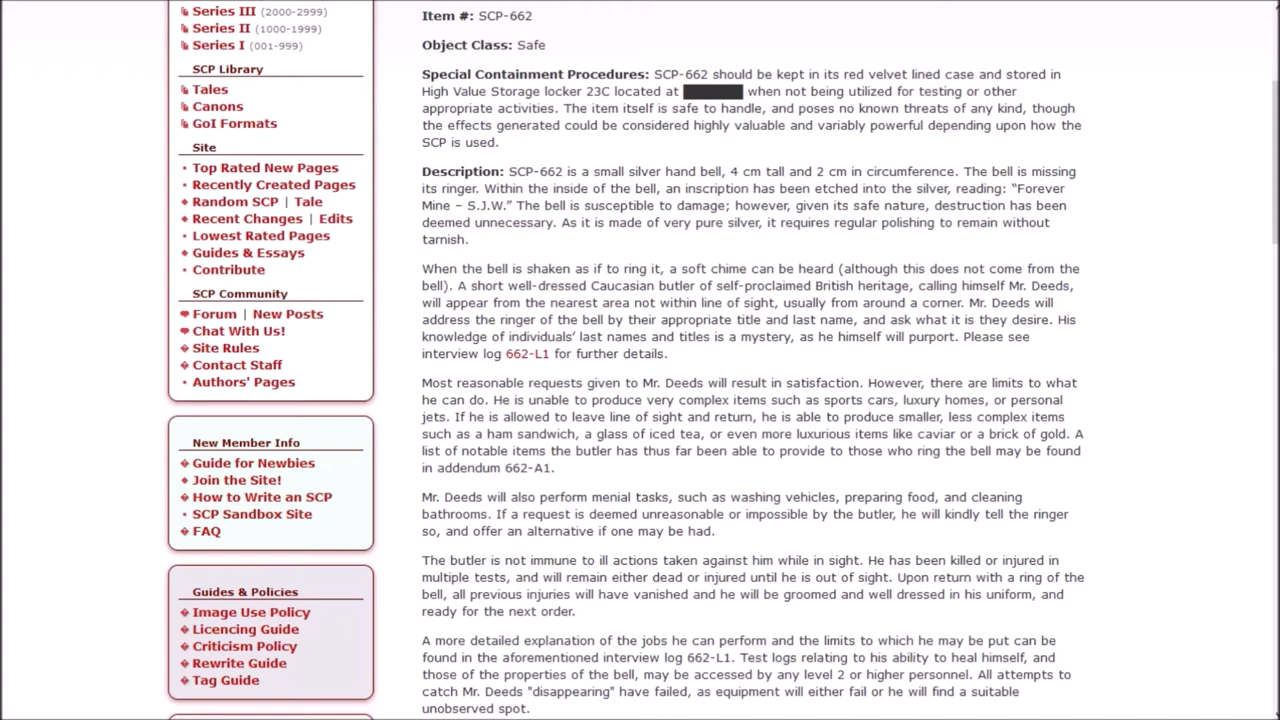 Series III (2000-2999)
Series II (1000-1999)
Series I (001-999)
SCP Library
Tales
Canons
GoI Formats
Site
Top Rated New Pages
Recently Created Pages
Random SCP | Tale
Recent Changes | Edits
Lowest Rated Pages
Guides & Essays
Contribute
SCP Community
Forum | New Posts
Chat With Us!
Site Rules
Contact Staff
Authors' Pages
New Member Info
Guide for Newbies
Join the Site!
How to Write an SCP
SCP Sandbox Site
FAQ
Guides & Policies
Image Use Policy
Licencing Guide
Criticism Policy
Rewrite Guide
Tag Guide
Item #: SCP-662
Object Class: Safe
Special Containment Procedures: SCP-662 should be kept in its red velvet lined case and stored in
High Value Storage locker 23C located at when not being utilized for testing or other
appropriate activities. The item itself is safe to handle, and poses no known threats of any kind, though
the effects generated could be considered highly valuable and variably powerful depending upon how the
SCP is used.
Description: SCP-662 is a small silver hand bell, 4 cm tall and 2 cm in circumference. The bell is missing
its ringer. Within the inside of the bell, an inscription has been etched into the silver, reading: “Forever
Mine – S.J.W.” The bell is susceptible to damage; however, given its safe nature, destruction has been
deemed unnecessary. As it is made of very pure silver, it requires regular polishing to remain without
tarnish.
When the bell is shaken as if to ring it, a soft chime can be heard (although this does not come from the
bell). A short well-dressed Caucasian butler of self-proclaimed British heritage, calling himself Mr. Deeds,
will appear from the nearest area not within line of sight, usually from around a corner. Mr. Deeds will
address the ringer of the bell by their appropriate title and last name, and ask what it is they desire. His
knowledge of individuals’ last names and titles is a mystery, as he himself will purport. Please see
interview log 662-L1 for further details.
Most reasonable requests given to Mr. Deeds will result in satisfaction. However, there are limits to what
he can do. He is unable to produce very complex items such as sports cars, luxury homes, or personal
jets. If he is allowed to leave line of sight and return, he is able to produce smaller, less complex items
such as a ham sandwich, a glass of iced tea, or even more luxurious items like caviar or a brick of gold. A
list of notable items the butler has thus far been able to provide to those who ring the bell may be found
in addendum 662-A1.
Mr. Deeds will also perform menial tasks, such as washing vehicles, preparing food, and cleaning
bathrooms. If a request is deemed unreasonable or impossible by the butler, he will kindly tell the ringer
so, and offer an alternative if one may be had.
The butler is not immune to ill actions taken against him while in sight. He has been killed or injured in
multiple tests, and will remain either dead or injured until he is out of sight. Upon return with a ring of the
bell, all previous injuries will have vanished and he will be groomed and well dressed in his uniform, and
ready for the next order.
A more detailed explanation of the jobs he can perform and the limits to which he may be put can be
found in the aforementioned interview log 662-L1. Test logs relating to his ability to heal himself, and
those of the properties of the bell, may be accessed by any level 2 or higher personnel. All attempts to
catch Mr. Deeds "disappearing" have failed, as equipment will either fail or he will find a suitable
unobserved spot.